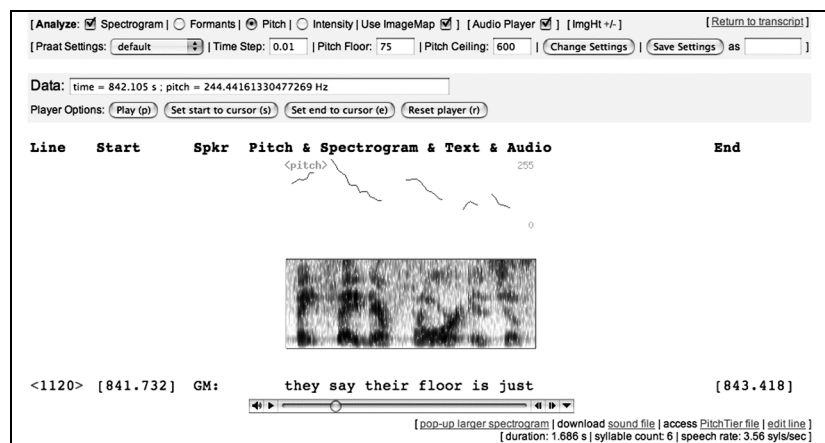 [ Analyze: Spectrogram | Formants | Pitch | Intensity | Use ImageMap ] [ Audio Player ] [ ImgHt +/- ] [ Return to transcript ]
[ Praat Settings: default | Time Step: 0.01 | Pitch Floor: 75 | Pitch Ceiling: 600 | Change Settings | Save Settings as ]
Data: time = 842.105 s ; pitch = 244.44161330477269 Hz
Player Options: Play (p) Set start to cursor (s) Set end to cursor (e) Reset player (r)
Line Start Spkr Pitch & Spectrogram & Text & Audio End
<pitch> 255
0
<1120> [841.732] GM: they say their floor is just [843.418]
[ pop-up larger spectrogram | download sound file | access PitchTier file | edit line ]
[ duration: 1.686 s | syllable count: 6 | speech rate: 3.56 syls/sec ]